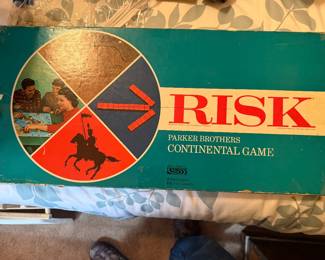 RISK
PARKER BROTHERS
CONTINENTAL GAME